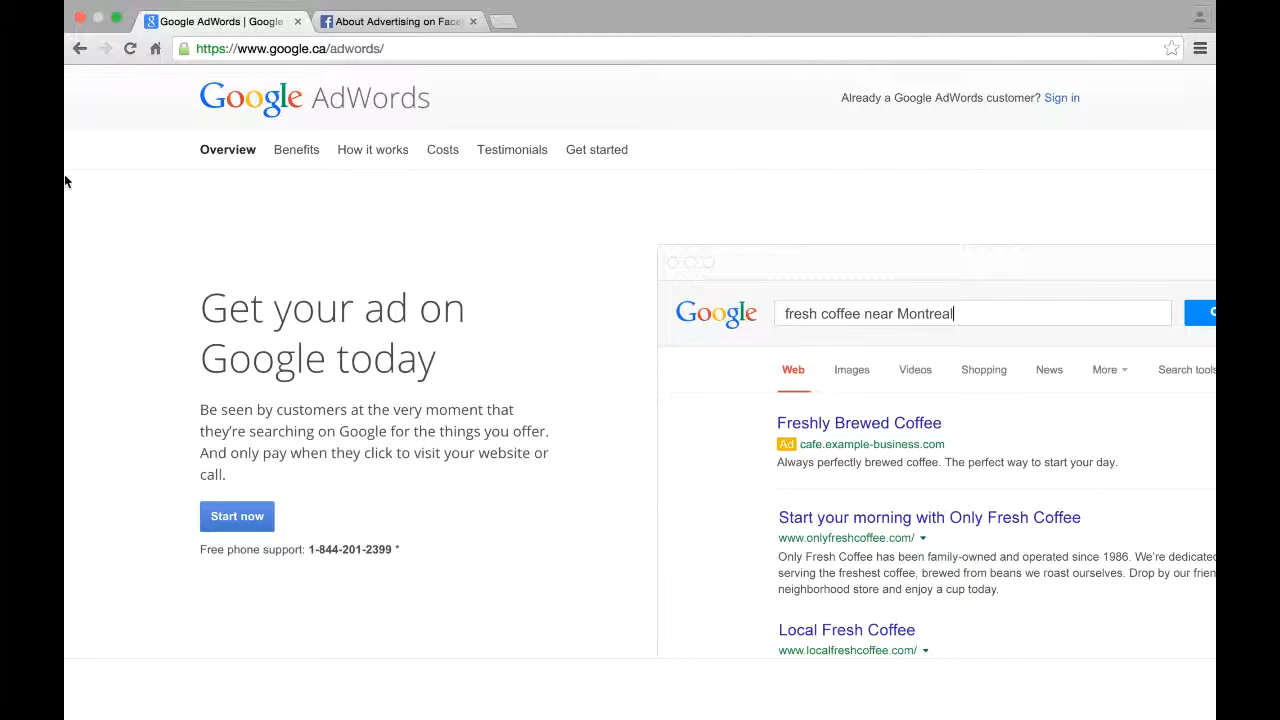 Google AdWords | Google
About Advertising on Face
https://www.google.ca/adwords/
Google AdWords
Already a Google AdWords customer? Sign in
Overview Benefits How it works Costs Testimonials Get started
Get your ad on
Google today
Be seen by customers at the very moment that
they're searching on Google for the things you offer.
And only pay when they click to visit your website or
call.
Start now
Free phone support: 1-844-201-2399 *
Google fresh coffee near Montreal
Web Images Videos Shopping News More Search tools
Freshly Brewed Coffee
Ad cafe.example-business.com
Always perfectly brewed coffee. The perfect way to start your day.
Start your morning with Only Fresh Coffee
www.onlyfreshcoffee.com/
Only Fresh Coffee has been family-owned and operated since 1986. We're dedicated
serving the freshest coffee, brewed from beans we roast ourselves. Drop by our frien
neighborhood store and enjoy a cup today.
Local Fresh Coffee
www.localfreshcoffee.com/